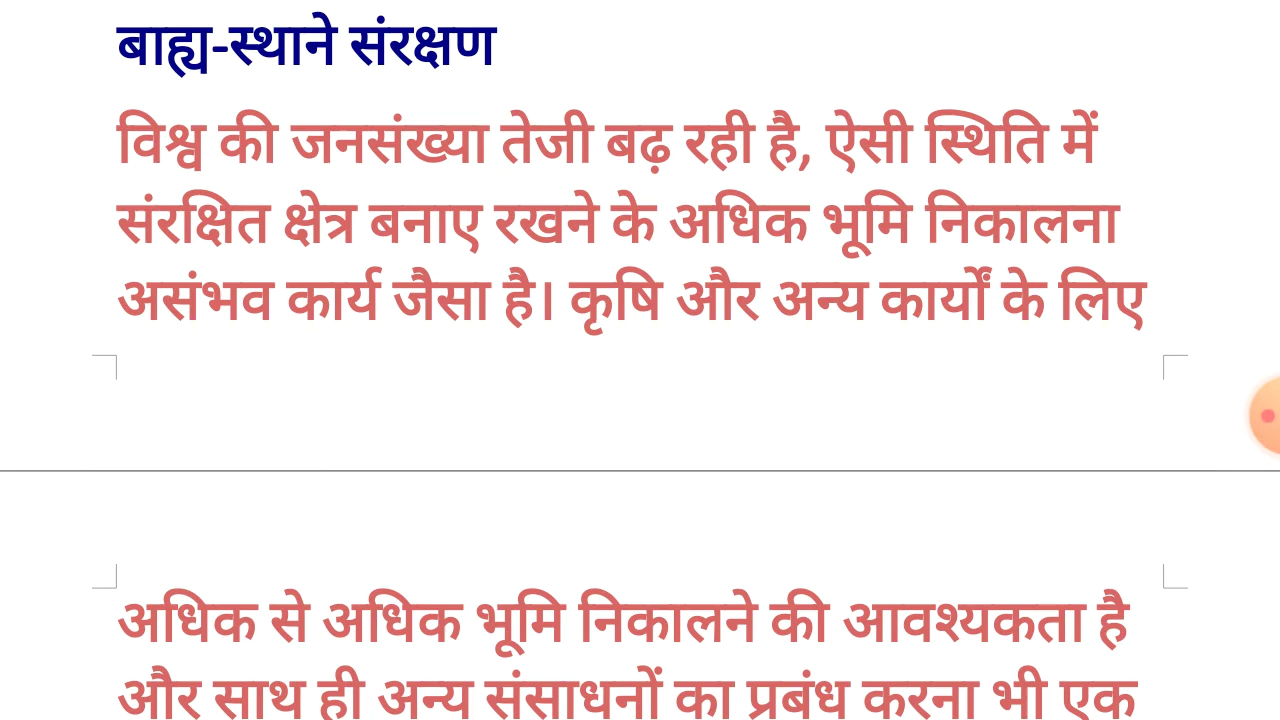 बाह्य-स्थाने संरक्षण
विश्व की जनसंख्या तेजी बढ़ रही है, ऐसी स्थिति में
संरक्षित क्षेत्र बनाए रखने के अधिक भूमि निकालना
असंभव कार्य जैसा है। कृषि और अन्य कार्यों के लिए
अधिक से अधिक भूमि निकालने की आवश्यकता है
और साथ ही अन्य संसाधनों का प्रबंध करना भी एक